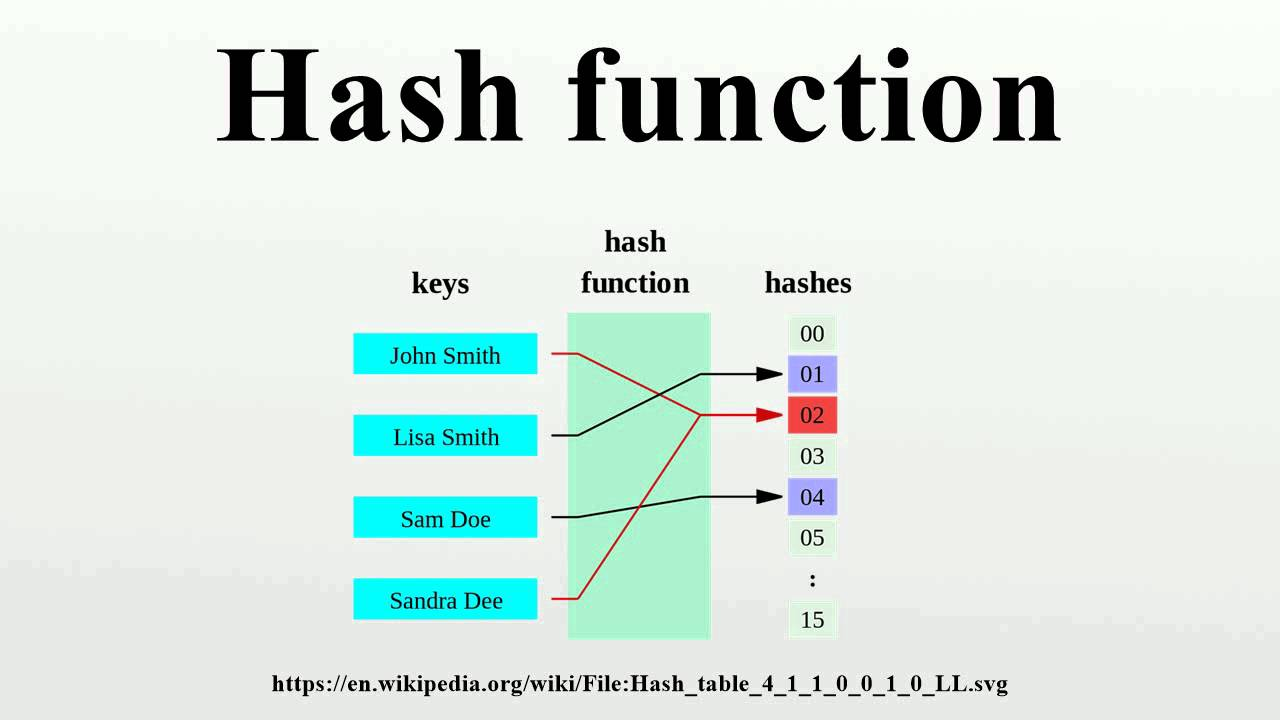 Hash function
hash
keys function hashes
00
John Smith
01
02
Lisa Smith
03
04
Sam Doe
05
:
Sandra Dee
15
https://en.wikipedia.org/wiki/File:Hash_table_4_1_1_0_0_1_0_LL.svg